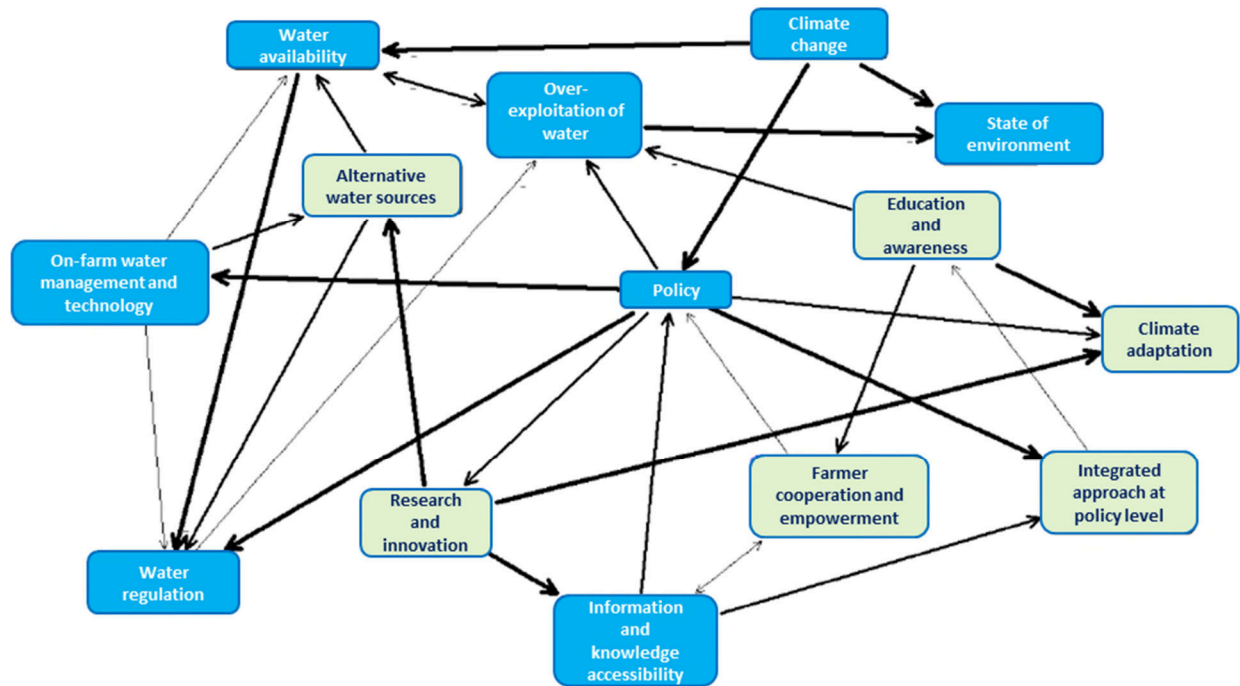 Water
availability
Climate
change
Over-
exploitation of
water
State of
environment
Alternative
water sources
Education
and
awareness
On-farm water
management and
technology
Policy
Climate
adaptation
Farmer
cooperation and
empowerment
Integrated
approach at
policy level
Research
and
innovation
Water
regulation
Information
and
knowledge
accessibility